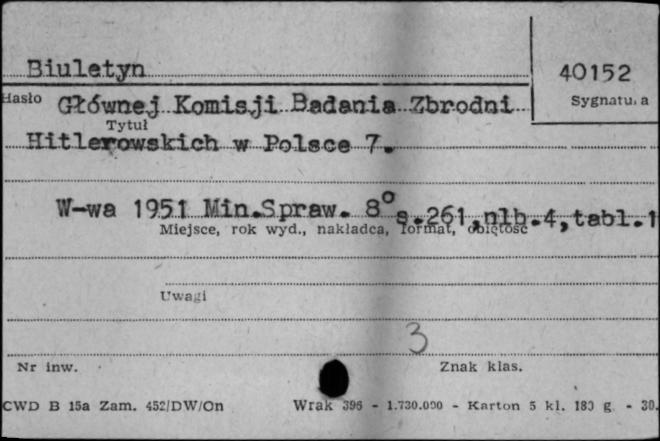 Biuletyn
40152
Hasło Głównej Komisji Badania Zbrodni
Sygnatura
Tytuł
Hitlerowskich w Polsce 7.
W-wa 1951 Min.Spraw. 8° s.261,nlb.4,tabl.1
Miejsce, rok wyd., nakładca, format, objętość
Uwagi
3
Nr inw.
Znak klas.
CWD B 15a Zam. 452/DW/On Wrak 396 - 1.730.000 - Karton 5 kl. 180 g - 30.